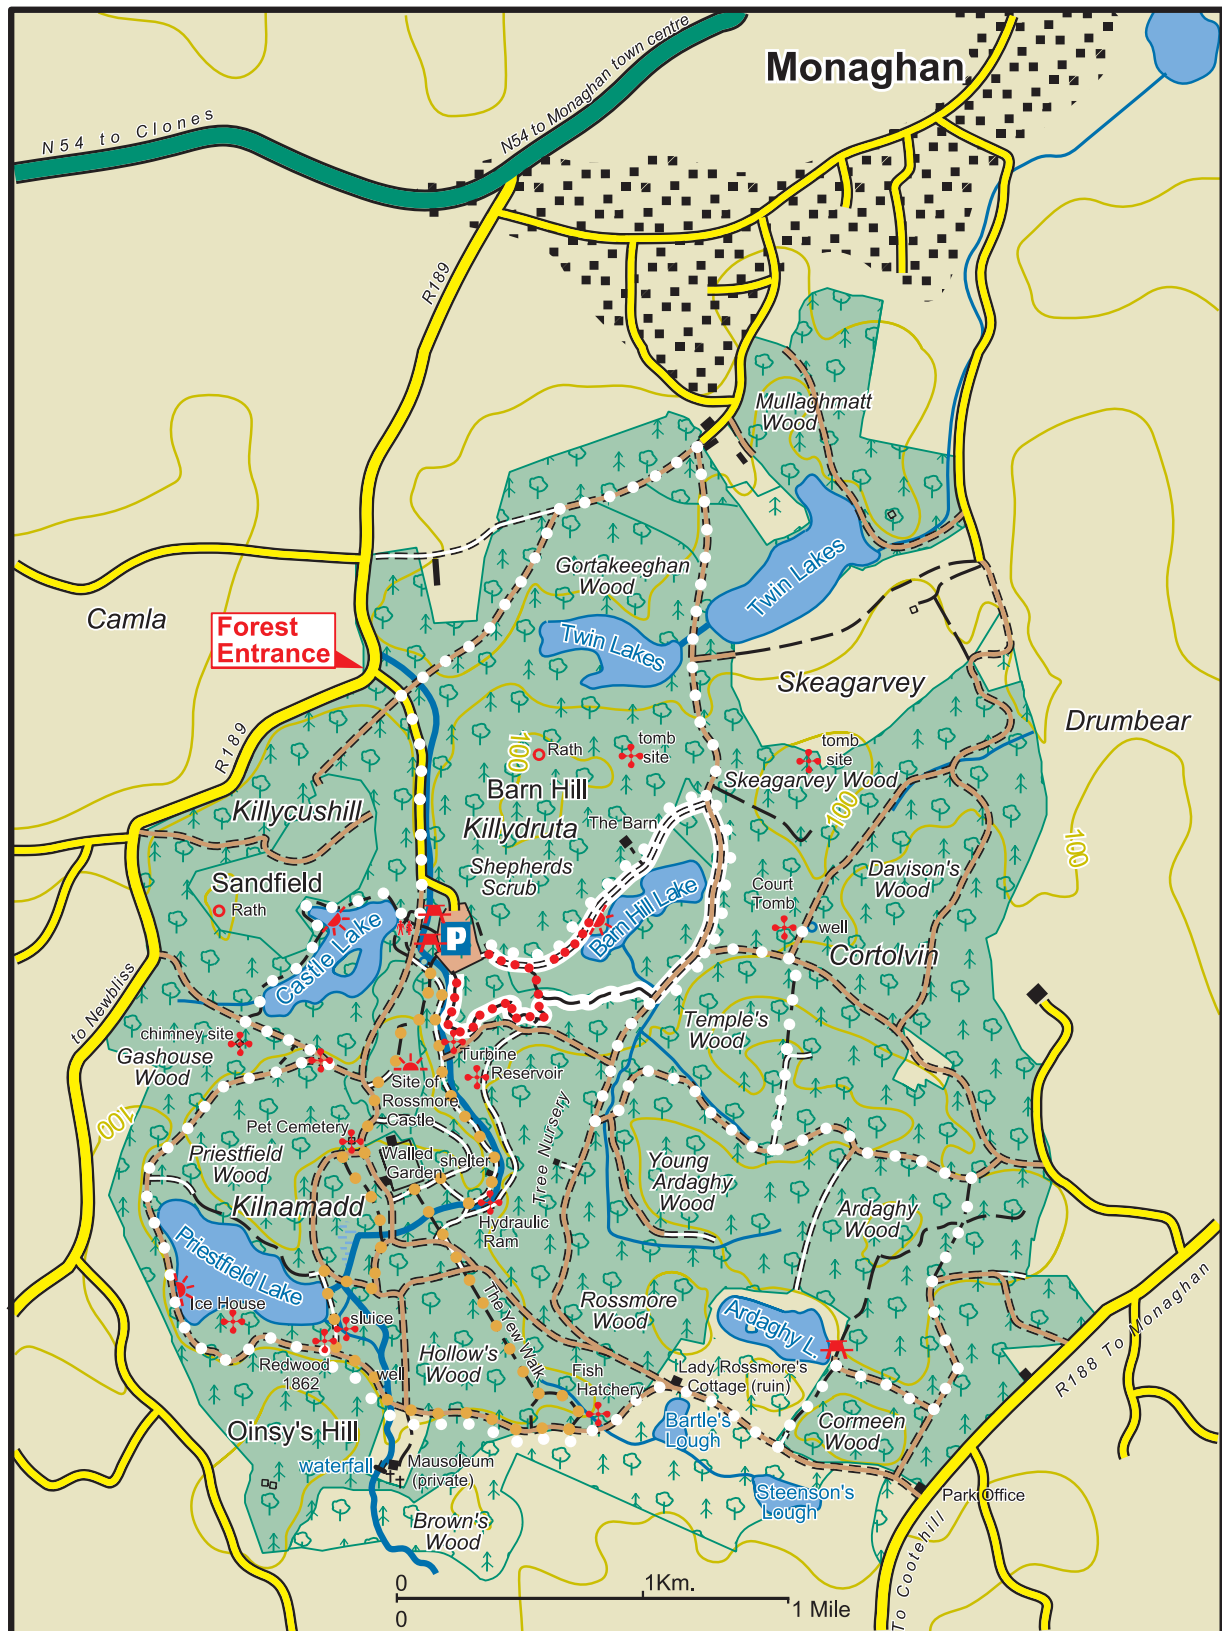 Monaghan
N54 to Clones
N54 to Monaghan town centre
R189
Mullaghmatt
Wood
Gortakeeghan
Wood
Twin Lakes
Twin Lakes
Camla
Forest
Entrance
Skeagarvey
Drumbear
R189
100
Rath
tomb
site
tomb
site
Skeagarvey Wood
Barn Hill
Killycushill
Killydruta
The Barn
100
100
Shepherds
Scrub
Davison's
Wood
Sandfield
Rath
Court
Tomb
well
Barn Hill Lake
P
Castle Lake
Cortolvin
to Newbliss
chimney site
Gashouse
Wood
Temple's
Wood
Turbine
Reservoir
Site of
Rossmore
Castle
100
Pet Cemetery
Walled
Garden
shelter
Tree Nursery
Priestfield
Wood
Young
Ardaghy
Wood
Kilnamadd
Ardaghy
Wood
Hydraulic
Ram
Priestfield Lake
Ice House
sluice
The Yew Walk
Rossmore
Wood
Ardaghy L.
R188 To Monaghan
Redwood
1862
well
Hollow's
Wood
Fish
Hatchery
Lady Rossmore's
Cottage (ruin)
Oinsy's Hill
Bartle's
Lough
Cormeen
Wood
waterfall
Mausoleum
(private)
Steenson's
Lough
Park Office
Brown's
Wood
To Cootehill
0
1Km.
0
1 Mile